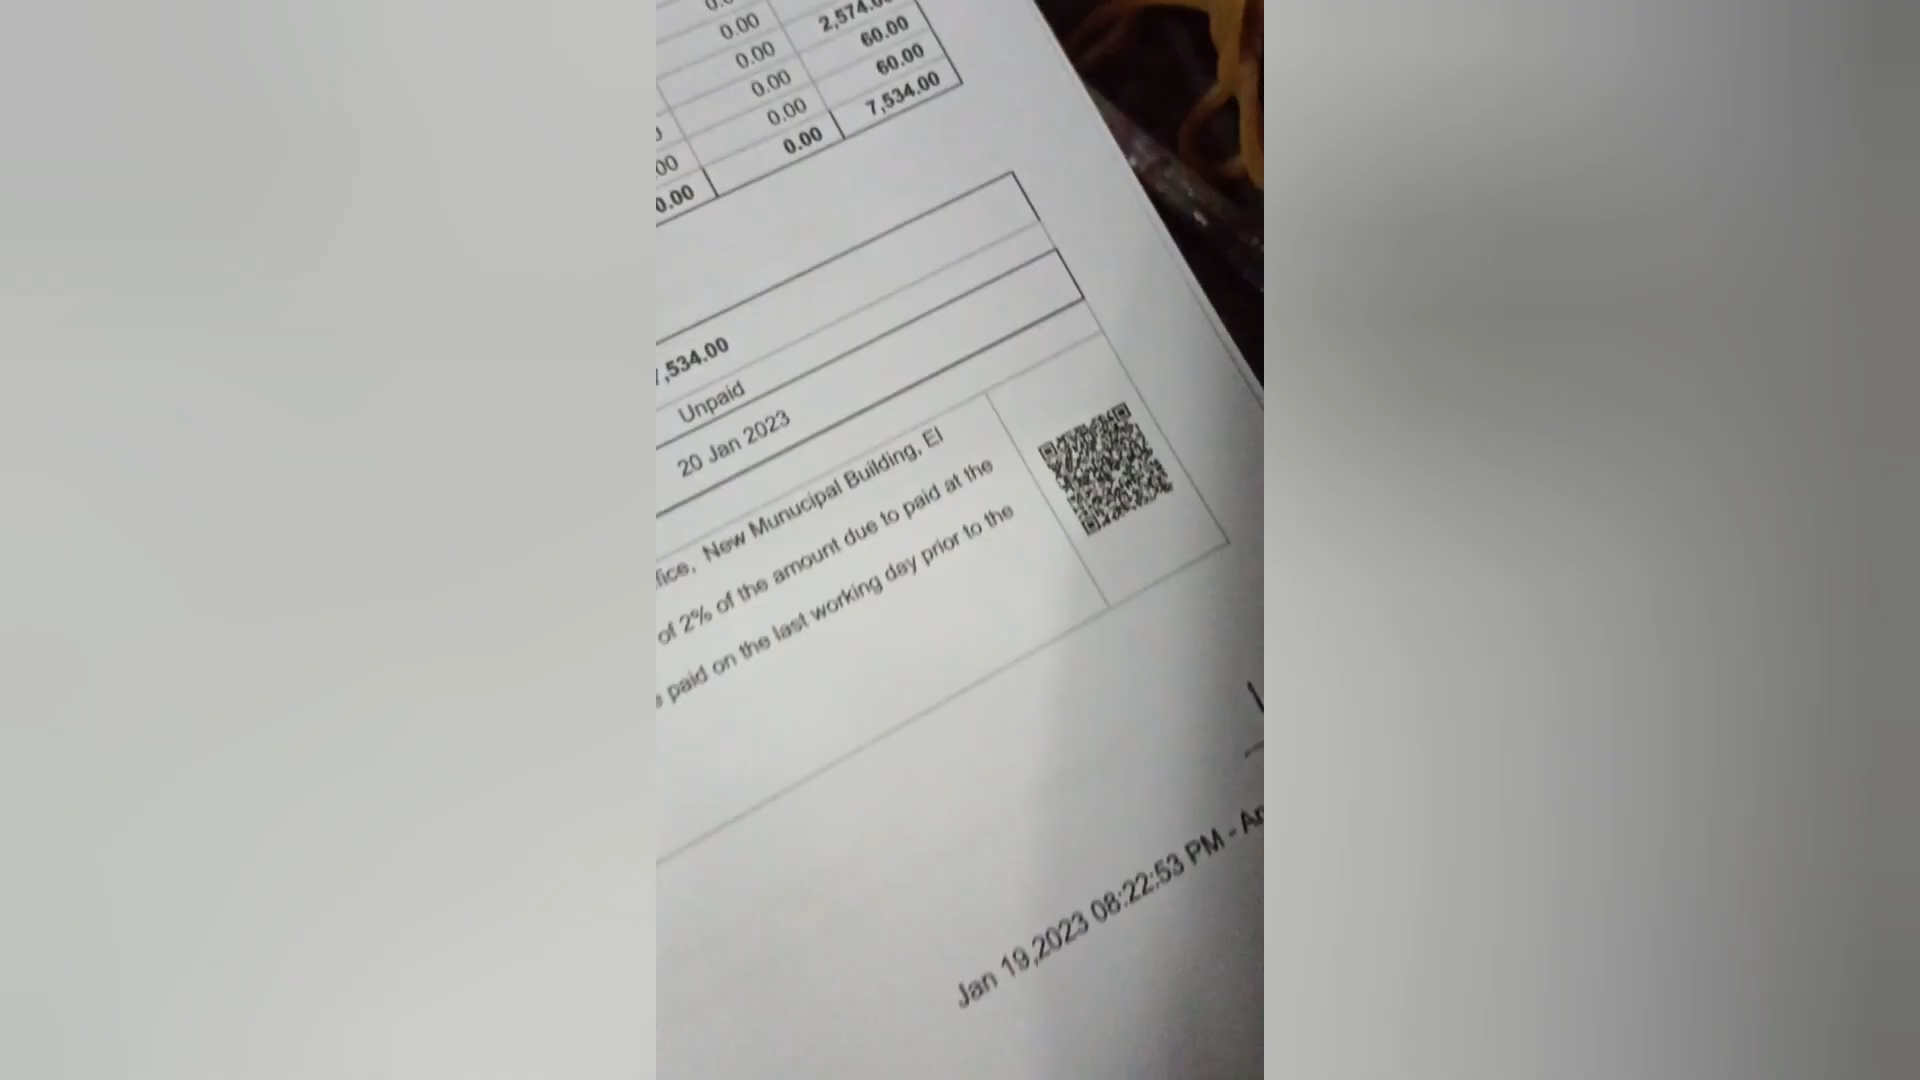 0.00 2,574.00
0.00 60.00
0.00 60.00
0.00 7,534.00
0.00
0.00
7,534.00
Unpaid
20 Jan 2023
New Munucipal Building, El
of 2% of the amount due to paid at the
paid on the last working day prior to the
Jan 19,2023 08:22:53 PM -